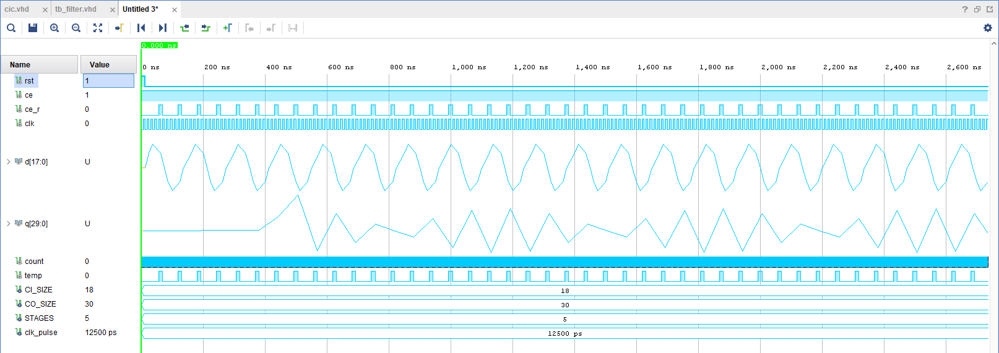 cic.vhd tb_filter.vhd Untitled 3*
0.000 ns
Name Value
0 ns 200 ns 400 ns 600 ns 800 ns 1,000 ns 1,200 ns 1,400 ns 1,600 ns 1,800 ns 2,000 ns 2,200 ns 2,400 ns 2,600 ns
rst 1
ce 1
ce_r 0
clk 0
d[17:0] U
q[29:0] U
count 0
temp 0
CI_SIZE 18 18
CO_SIZE 30 30
STAGES 5 5
clk_pulse 12500 ps 12500 ps